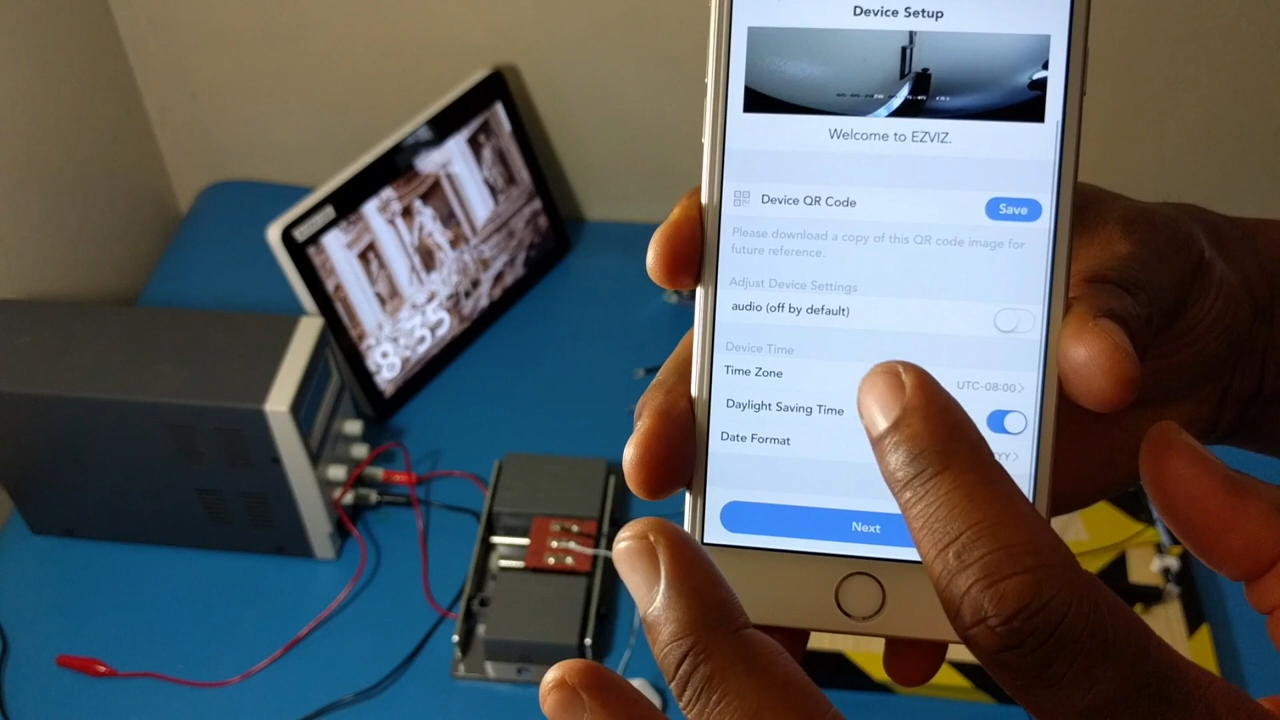 Device Setup
Welcome to EZVIZ.
Device QR Code
Save
Please download a copy of this QR code image for
future reference.
Adjust Device Settings
audio (off by default)
Device Time
Time Zone
UTC-08:00
Daylight Saving Time
Date Format
Next
8:35